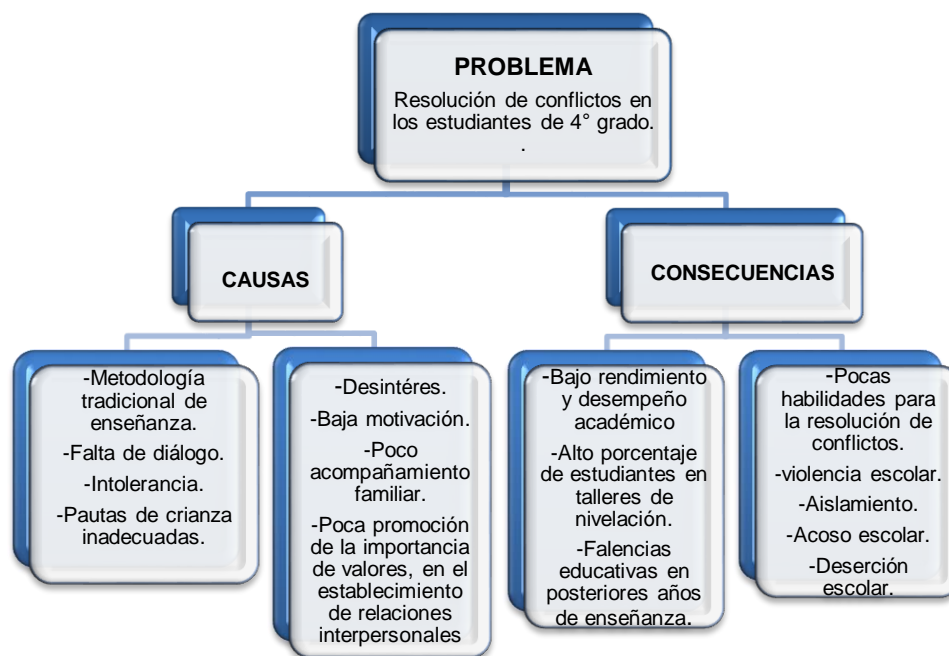 PROBLEMA
Resolución de conflictos en
los estudiantes de 4° grado.
.
CAUSAS
CONSECUENCIAS
-Metodología
tradicional de
enseñanza.
-Falta de diálogo.
-Intolerancia.
-Pautas de crianza
inadecuadas.
-Desintéres.
-Baja motivación.
-Poco
acompañamiento
familiar.
-Poca promoción
de la importancia
de valores, en el
establecimiento
de relaciones
interpersonales
-Bajo rendimiento
y desempeño
académico
-Alto porcentaje
de estudiantes en
talleres de
nivelación.
-Falencias
educativas en
posteriores años
de enseñanza.
-Pocas
habilidades para
la resolución de
conflictos.
-violencia escolar.
-Aislamiento.
-Acoso escolar.
-Deserción
escolar.